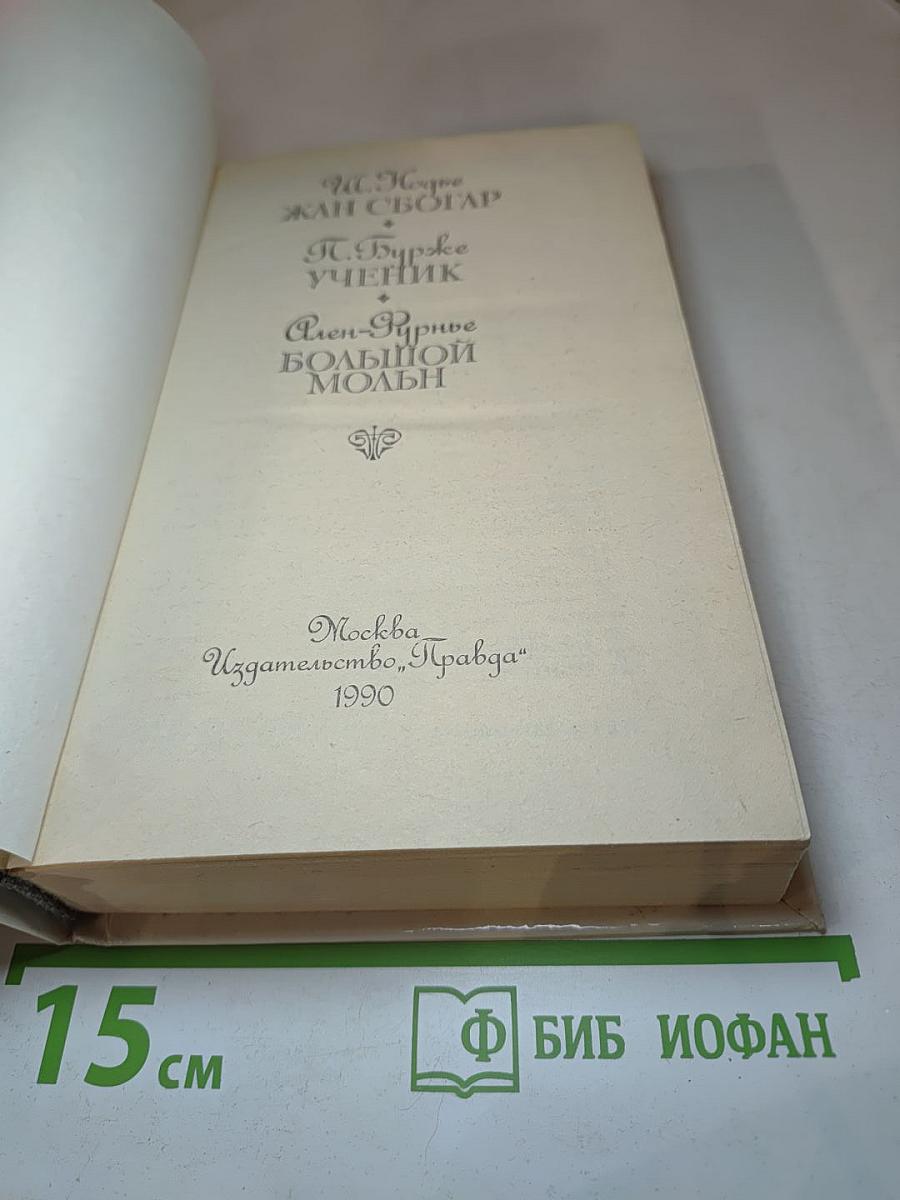 Ш. Нодье
ЖАН СБОГАР
П. Бурже
УЧЕНИК
Ален-Фурнье
БОЛЬШОЙ
МОЛЬН
Москва
Издательство „Правда“
1990
15 см
Ф БИБ ИОФАН